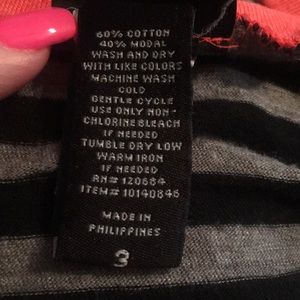 60% COTTON
40% MODAL
WASH AND DRY
WITH LIKE COLORS
MACHINE WASH
COLD
GENTLE CYCLE
USE ONLY NON-
CHLORINE BLEACH
IF NEEDED
TUMBLE DRY LOW
WARM IRON
IF NEEDED
RN# 120684
ITEM# 10140846
MADE IN
PHILIPPINES
3